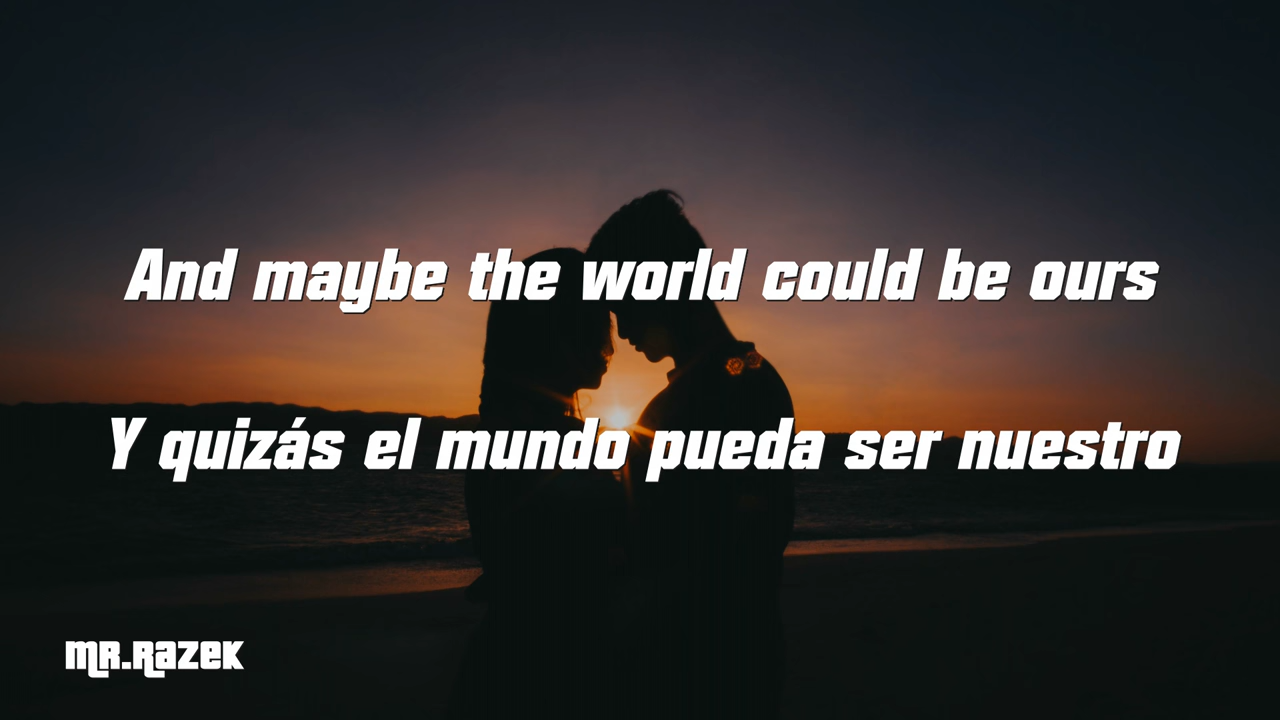 And maybe the world could be ours
Y quizás el mundo pueda ser nuestro
MR.RAZEK